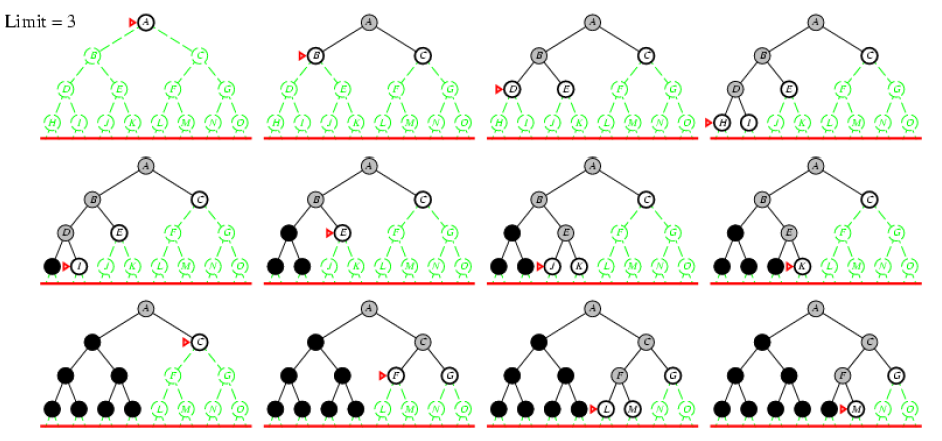 Limit = 3 A A A A
B C B C B C B C
D E F G D E F G D E F G D E F G
H I J K L M N O H I J K L M N O H I J K L M N O H I J K L M N O
A A A A
B C B C B C B C
D E F G E F G E F G E F G
I J K L M N O J K L M N O J K L M N O K L M N O
A A A A
C C C C
F G F G F G F G
L M N O L M N O L M N O M N O